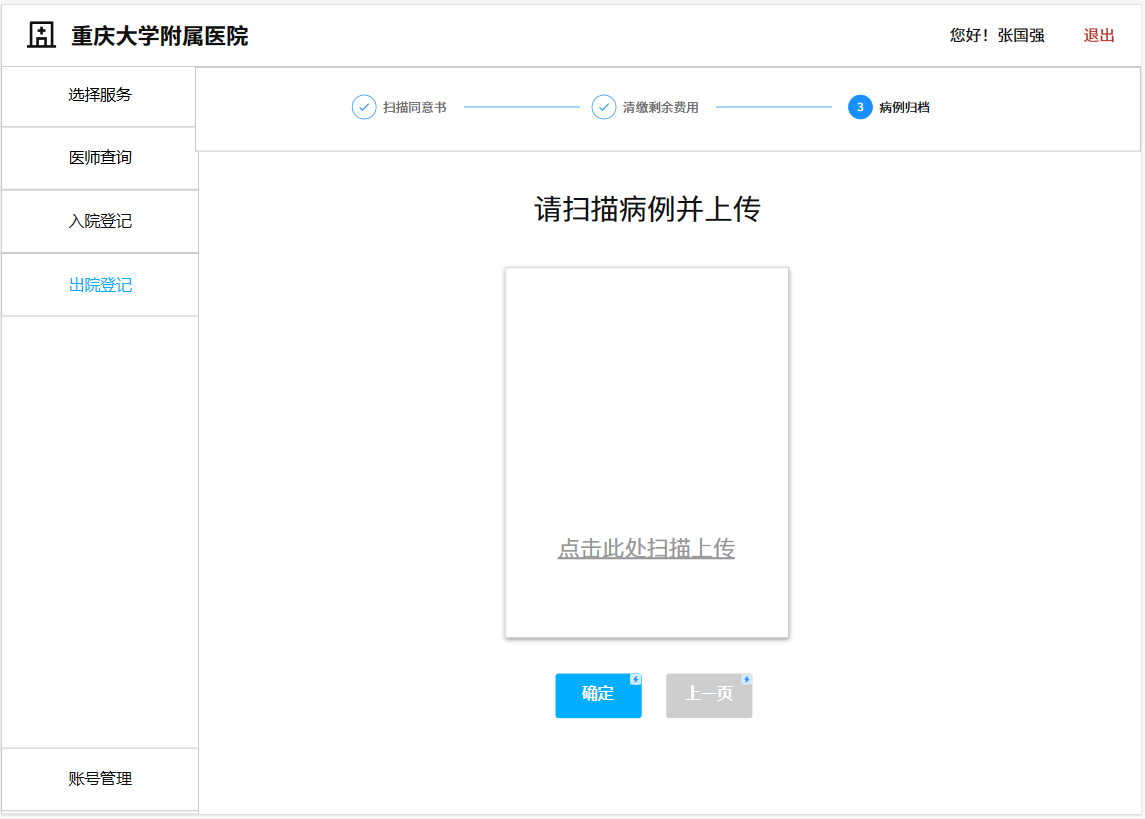 重庆大学附属医院
您好！张国强
退出
选择服务
医师查询
入院登记
出院登记
账号管理
扫描同意书
清缴剩余费用
3 病例归档
请扫描病例并上传
点击此处扫描上传
确定
上一页